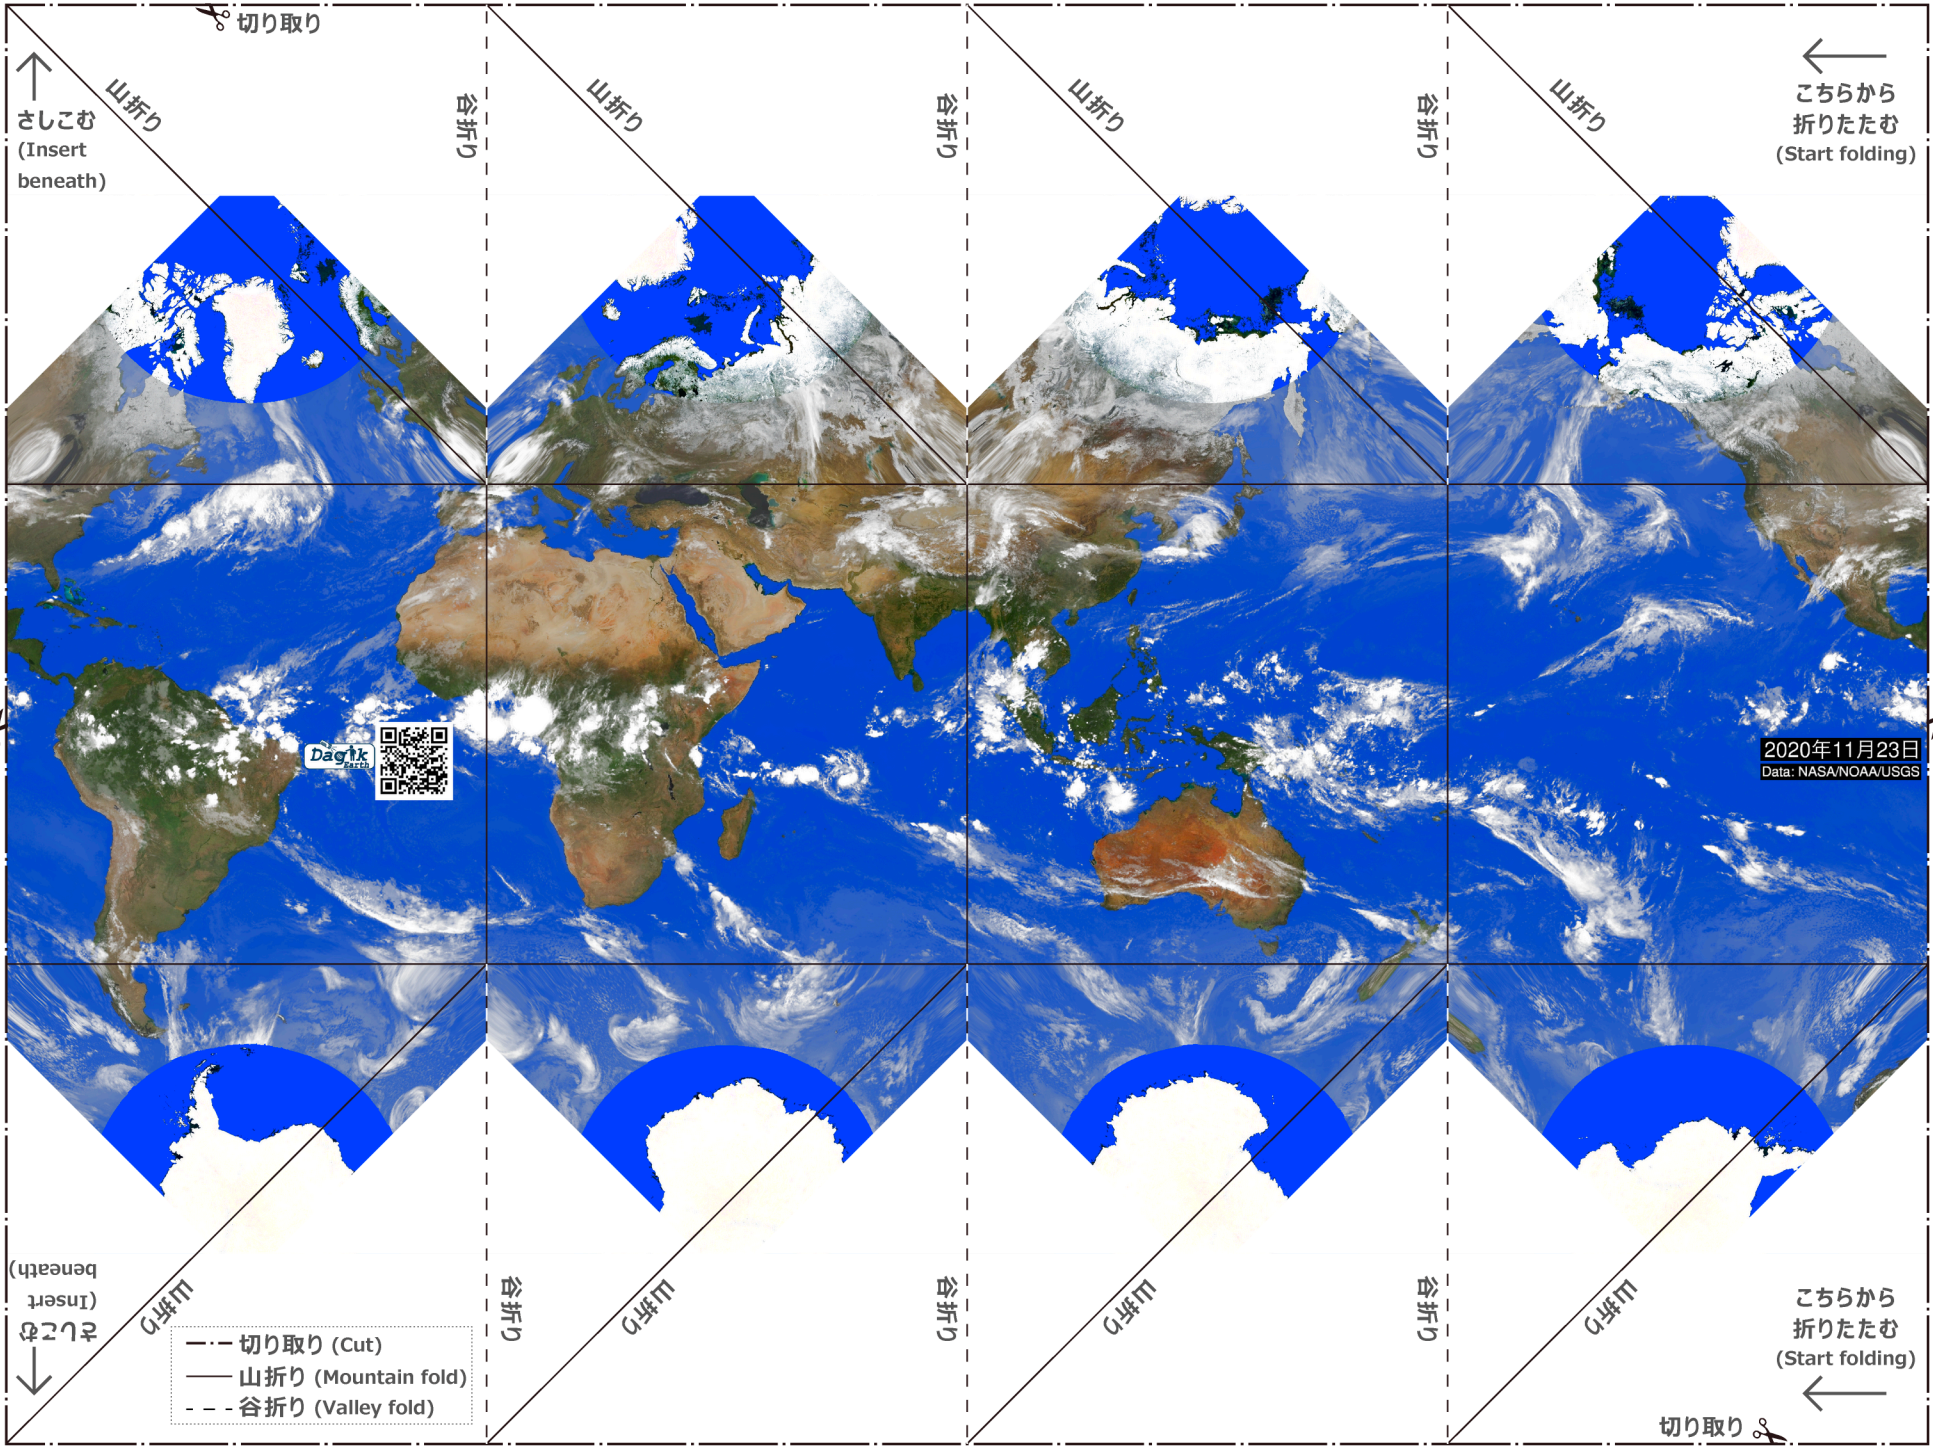 切り取り
山折り
谷折り
山折り
谷折り
山折り
谷折り
山折り
さしこむ
(Insert
beneath)
こちらから
折りたたむ
(Start folding)
Dagik
Earth
2020年11月23日
Data: NASA/NOAA/USGS
さしこむ
(Insert
beneath)
山折り
谷折り
山折り
谷折り
山折り
谷折り
山折り
こちらから
折りたたむ
(Start folding)
切り取り (Cut)
山折り (Mountain fold)
谷折り (Valley fold)
切り取り